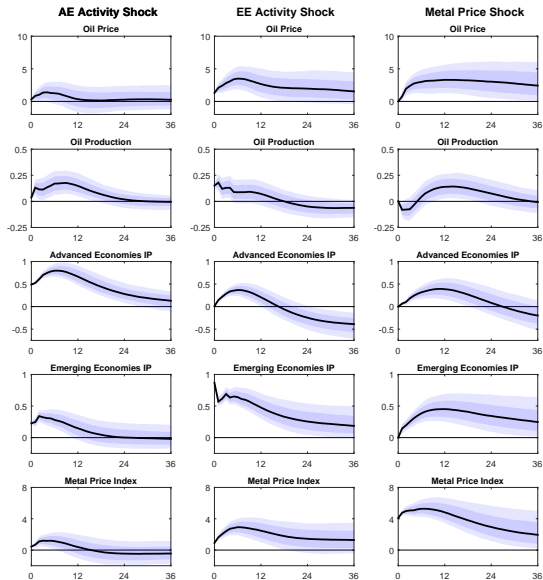 AE Activity Shock EE Activity Shock Metal Price Shock
Oil Price Oil Price Oil Price
10 10 10
5 5 5
0 0 0
0 12 24 36 0 12 24 36 0 12 24 36
Oil Production Oil Production Oil Production
0.5 0.5 0.5
0.25 0.25 0.25
0 0 0
-0.25 -0.25 -0.25
0 12 24 36 0 12 24 36 0 12 24 36
Advanced Economies IP Advanced Economies IP Advanced Economies IP
1 1 1
0.5 0.5 0.5
0 0 0
-0.5 -0.5 -0.5
0 12 24 36 0 12 24 36 0 12 24 36
Emerging Economies IP Emerging Economies IP Emerging Economies IP
1 1 1
0.5 0.5 0.5
0 0 0
0 12 24 36 0 12 24 36 0 12 24 36
Metal Price Index Metal Price Index Metal Price Index
8 8 8
4 4 4
0 0 0
0 12 24 36 0 12 24 36 0 12 24 36